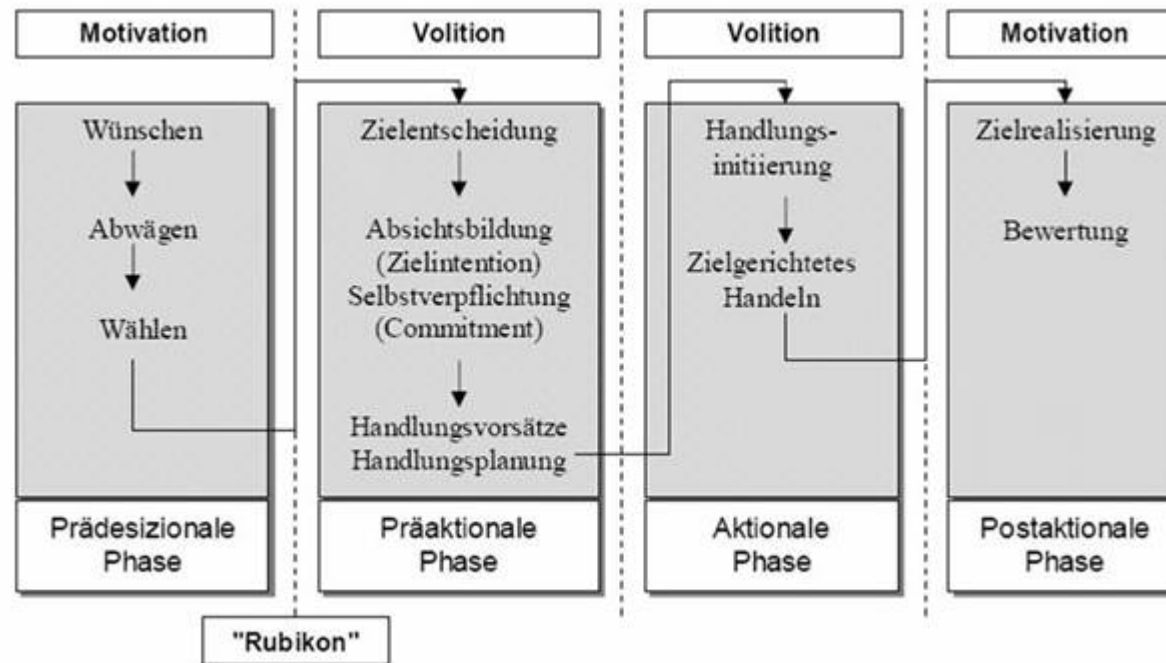 Motivation
Volition
Volition
Motivation
Wünschen
Abwägen
Wählen
Zielentscheidung
Absichtsbildung
(Zielintention)
Selbstverpflichtung
(Commitment)
Handlungsvorsätze
Handlungsplanung
Handlungs-
initiierung
Zielgerichtetes
Handeln
Zielrealisierung
Bewertung
Prädesizionale
Phase
Präaktionale
Phase
Aktionale
Phase
Postaktionale
Phase
"Rubikon"